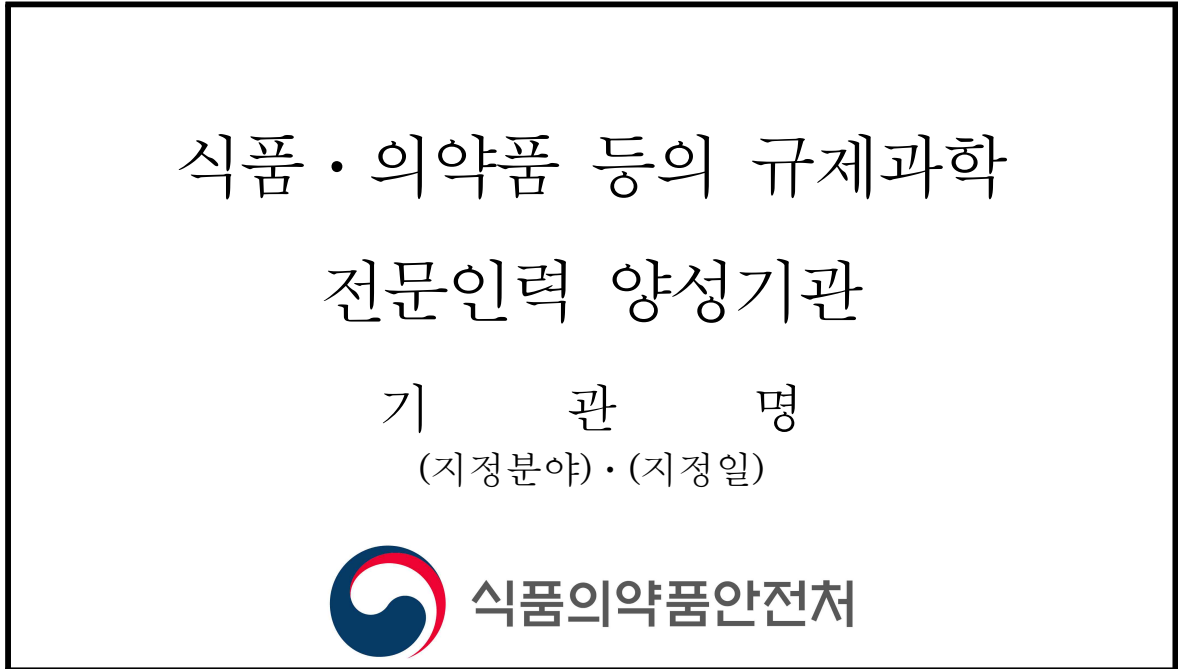 식품·의약품 등의 규제과학
전문인력 양성기관
기 관 명
(지정분야)·(지정일)
식품의약품안전처